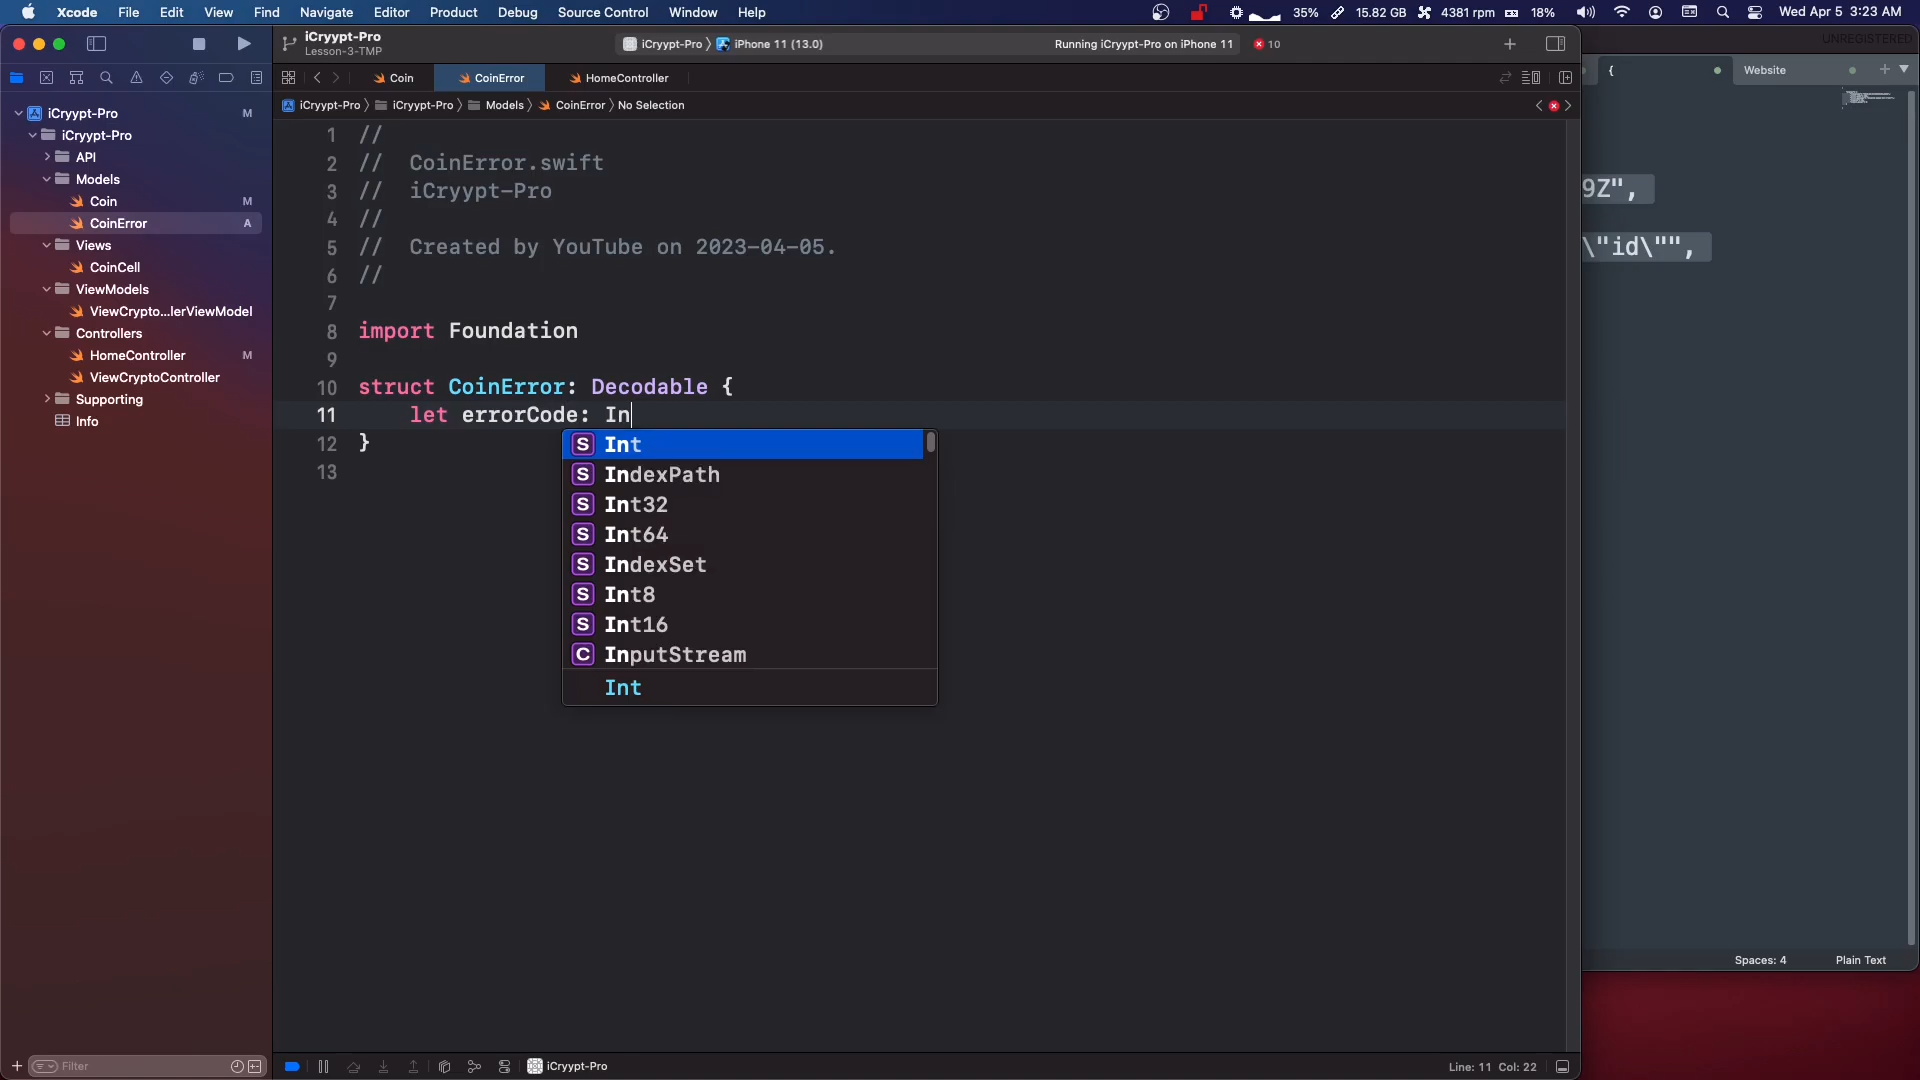 Xcode File Edit View Find Navigate Editor Product Debug Source Control Window Help 35% 15.82 GB 4381 rpm 18% Wed Apr 5 3:23 AM
iCryypt-Pro
Lesson-3-TMP
iCryypt-Pro iPhone 11 (13.0)
Running iCryypt-Pro on iPhone 11
10
UNREGISTERED
Coin CoinError HomeController
{ Website
iCryypt-Pro iCryypt-Pro Models CoinError No Selection
iCryypt-Pro M
iCryypt-Pro
API
Models
Coin M
CoinError A
Views
CoinCell
ViewModels
ViewCrypto...lerViewModel
Controllers
HomeController M
ViewCryptoController
Supporting
Info
1 //
2 // CoinError.swift
3 // iCryypt-Pro
4 //
5 // Created by YouTube on 2023-04-05.
6 //
7
8 import Foundation
9
10 struct CoinError: Decodable {
11 let errorCode: In
12 }
13
S Int
S IndexPath
S Int32
S Int64
S IndexSet
S Int8
S Int16
C InputStream
Int
9Z",
\"id\"",
Spaces: 4 Plain Text
Filter
iCryypt-Pro
Line: 11 Col: 22